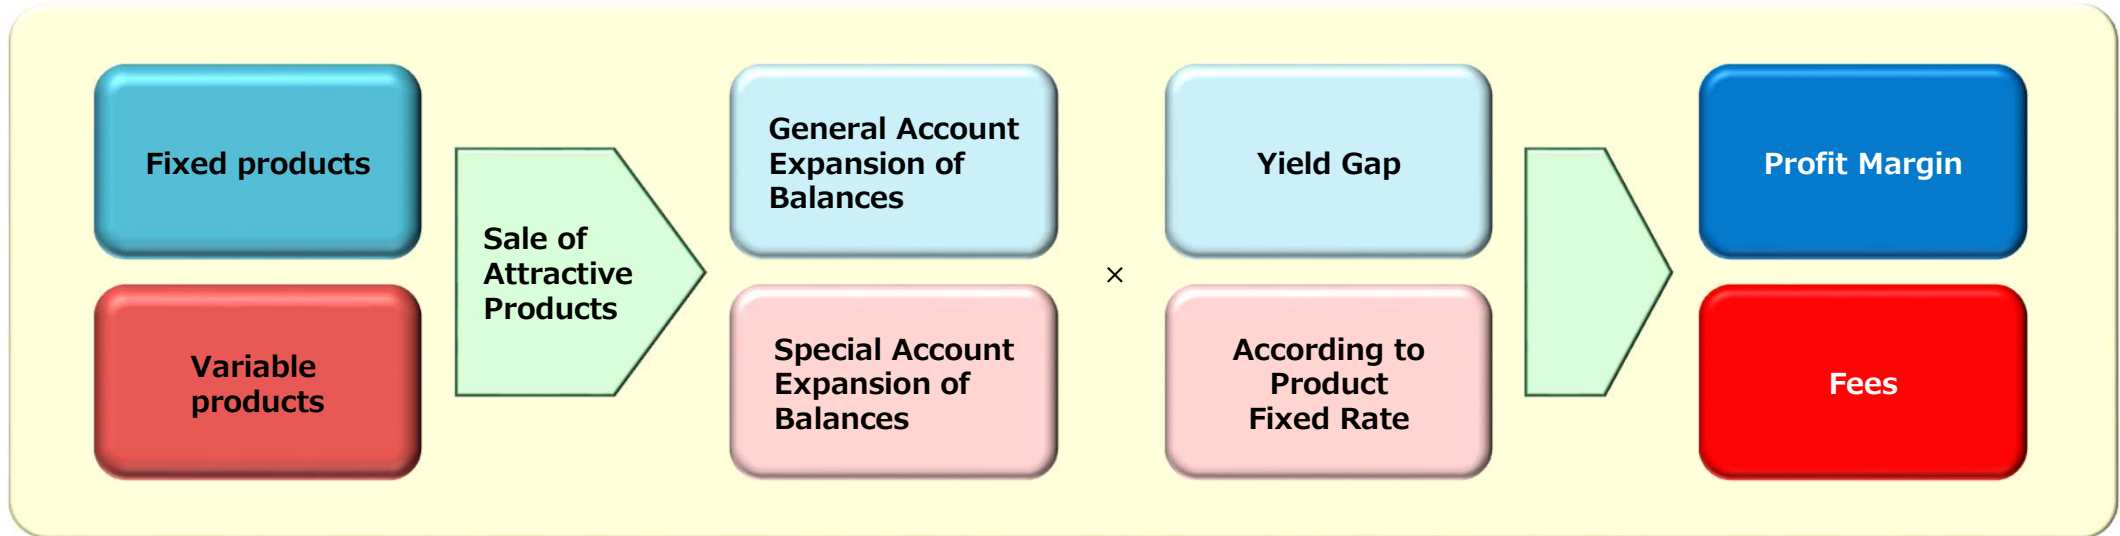 Fixed products
Variable
products
Sale of
Attractive
Products
General Account
Expansion of
Balances
Special Account
Expansion of
Balances
×
Yield Gap
According to
Product
Fixed Rate
Profit Margin
Fees